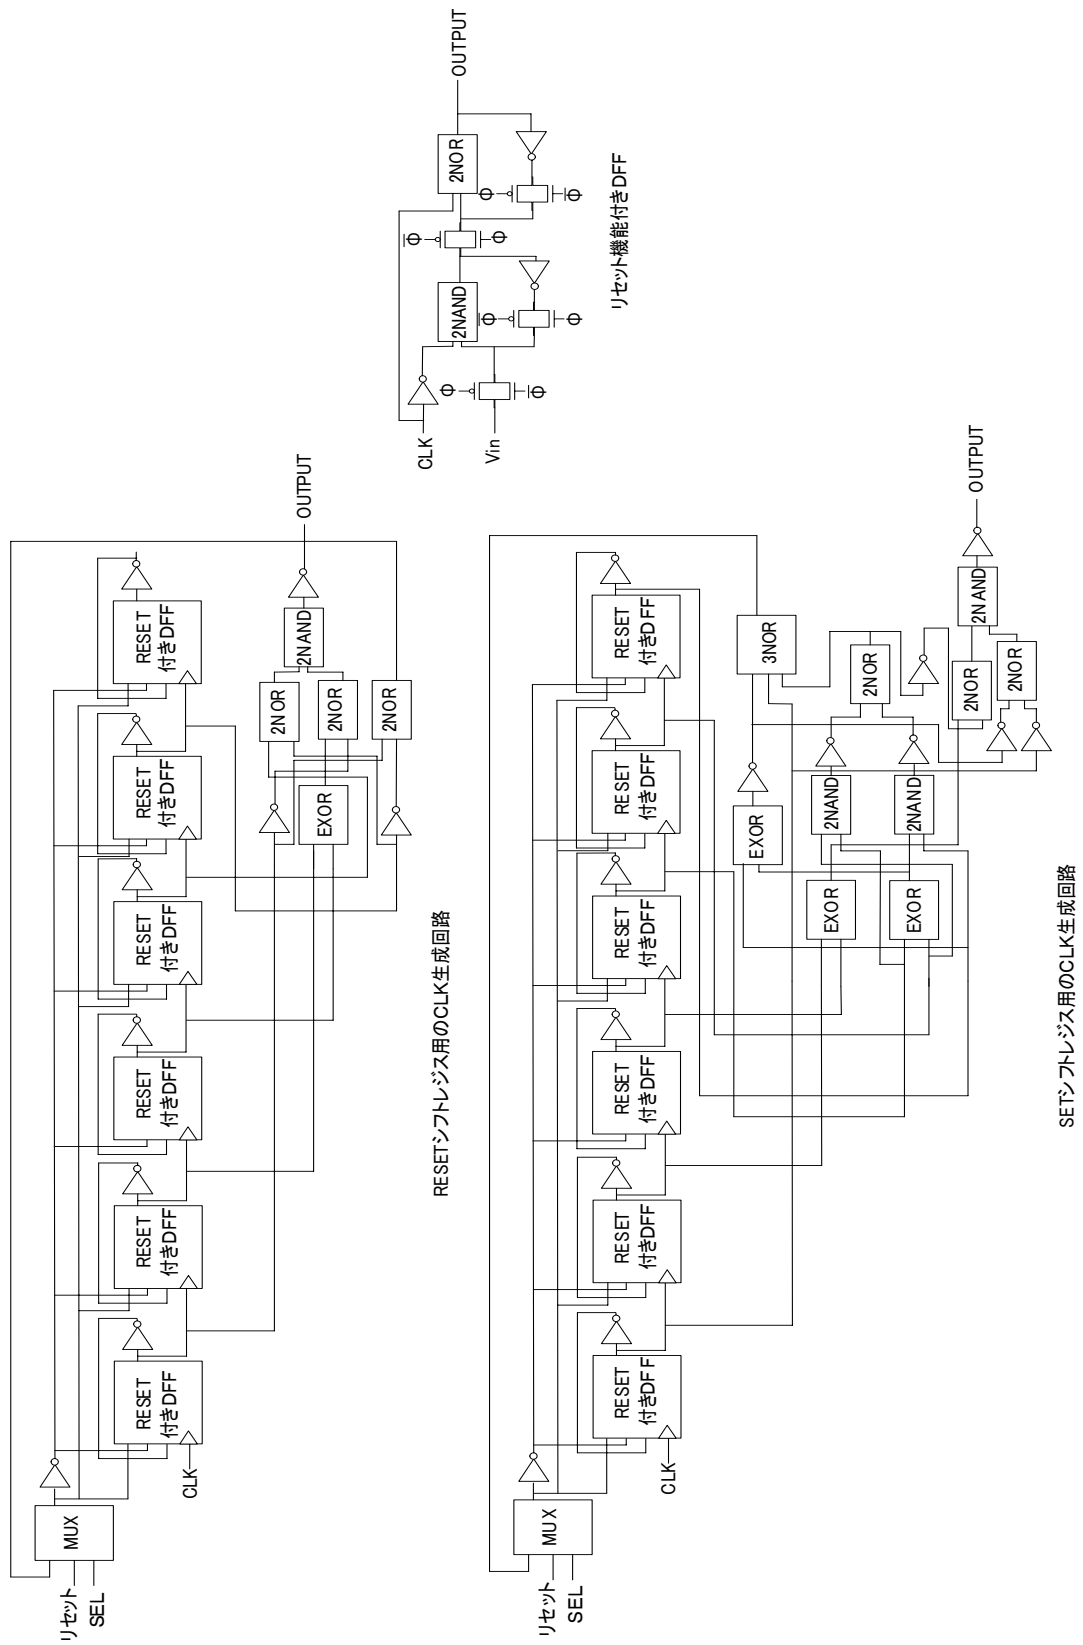 リセット
SEL
MUX
CLK
RESET
付きDFF
RESET
付きDFF
RESET
付きDFF
RESET
付きDFF
RESET
付きDFF
RESET
付きDFF
EXOR
2NOR
2NOR
2NOR
2NAND
OUTPUT
RESETシフトレジス用のCLK生成回路
CLK
Vin
Φ
Φ̅
2NAND
Φ̅
Φ
Φ̅
Φ
2NOR
Φ
Φ̅
OUTPUT
リセット機能付きDFF
リセット
SEL
MUX
CLK
RESET
付きDFF
RESET
付きDFF
RESET
付きDFF
RESET
付きDFF
RESET
付きDFF
RESET
付きDFF
EXOR
3NOR
EXOR
EXOR
2NAND
2NAND
2NOR
2NOR
2NOR
2NAND
OUTPUT
SETシフトレジス用のCLK生成回路